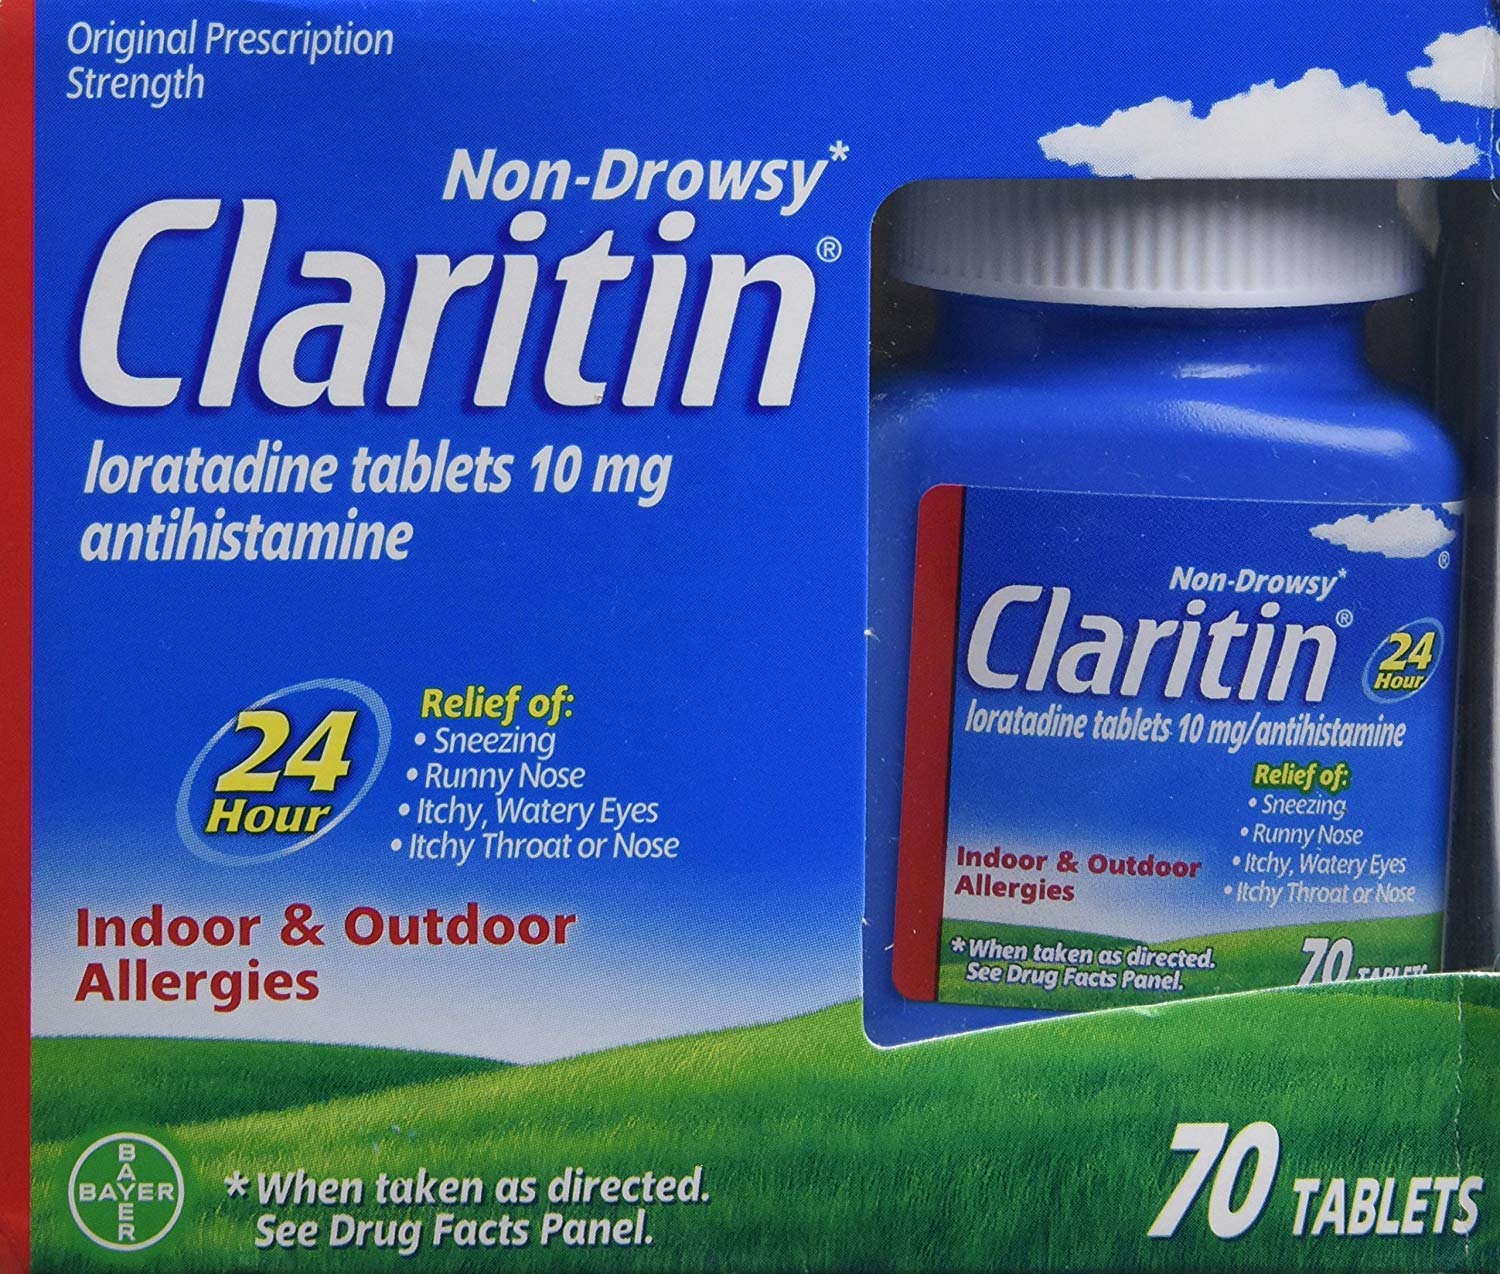 Original Prescription
Strength
Non-Drowsy*
Claritin®
loratadine tablets 10 mg
antihistamine
24
Hour
Relief of:
• Sneezing
• Runny Nose
• Itchy, Watery Eyes
• Itchy Throat or Nose
Indoor & Outdoor
Allergies
BAYER
BAYER
* When taken as directed.
See Drug Facts Panel.
70 TABLETS
®
Non-Drowsy*
Claritin®
24
Hour
loratadine tablets 10 mg/antihistamine
Relief of:
• Sneezing
• Runny Nose
• Itchy, Watery Eyes
• Itchy Throat or Nose
Indoor & Outdoor
Allergies
* When taken as directed.
See Drug Facts Panel.
70 TABLETS